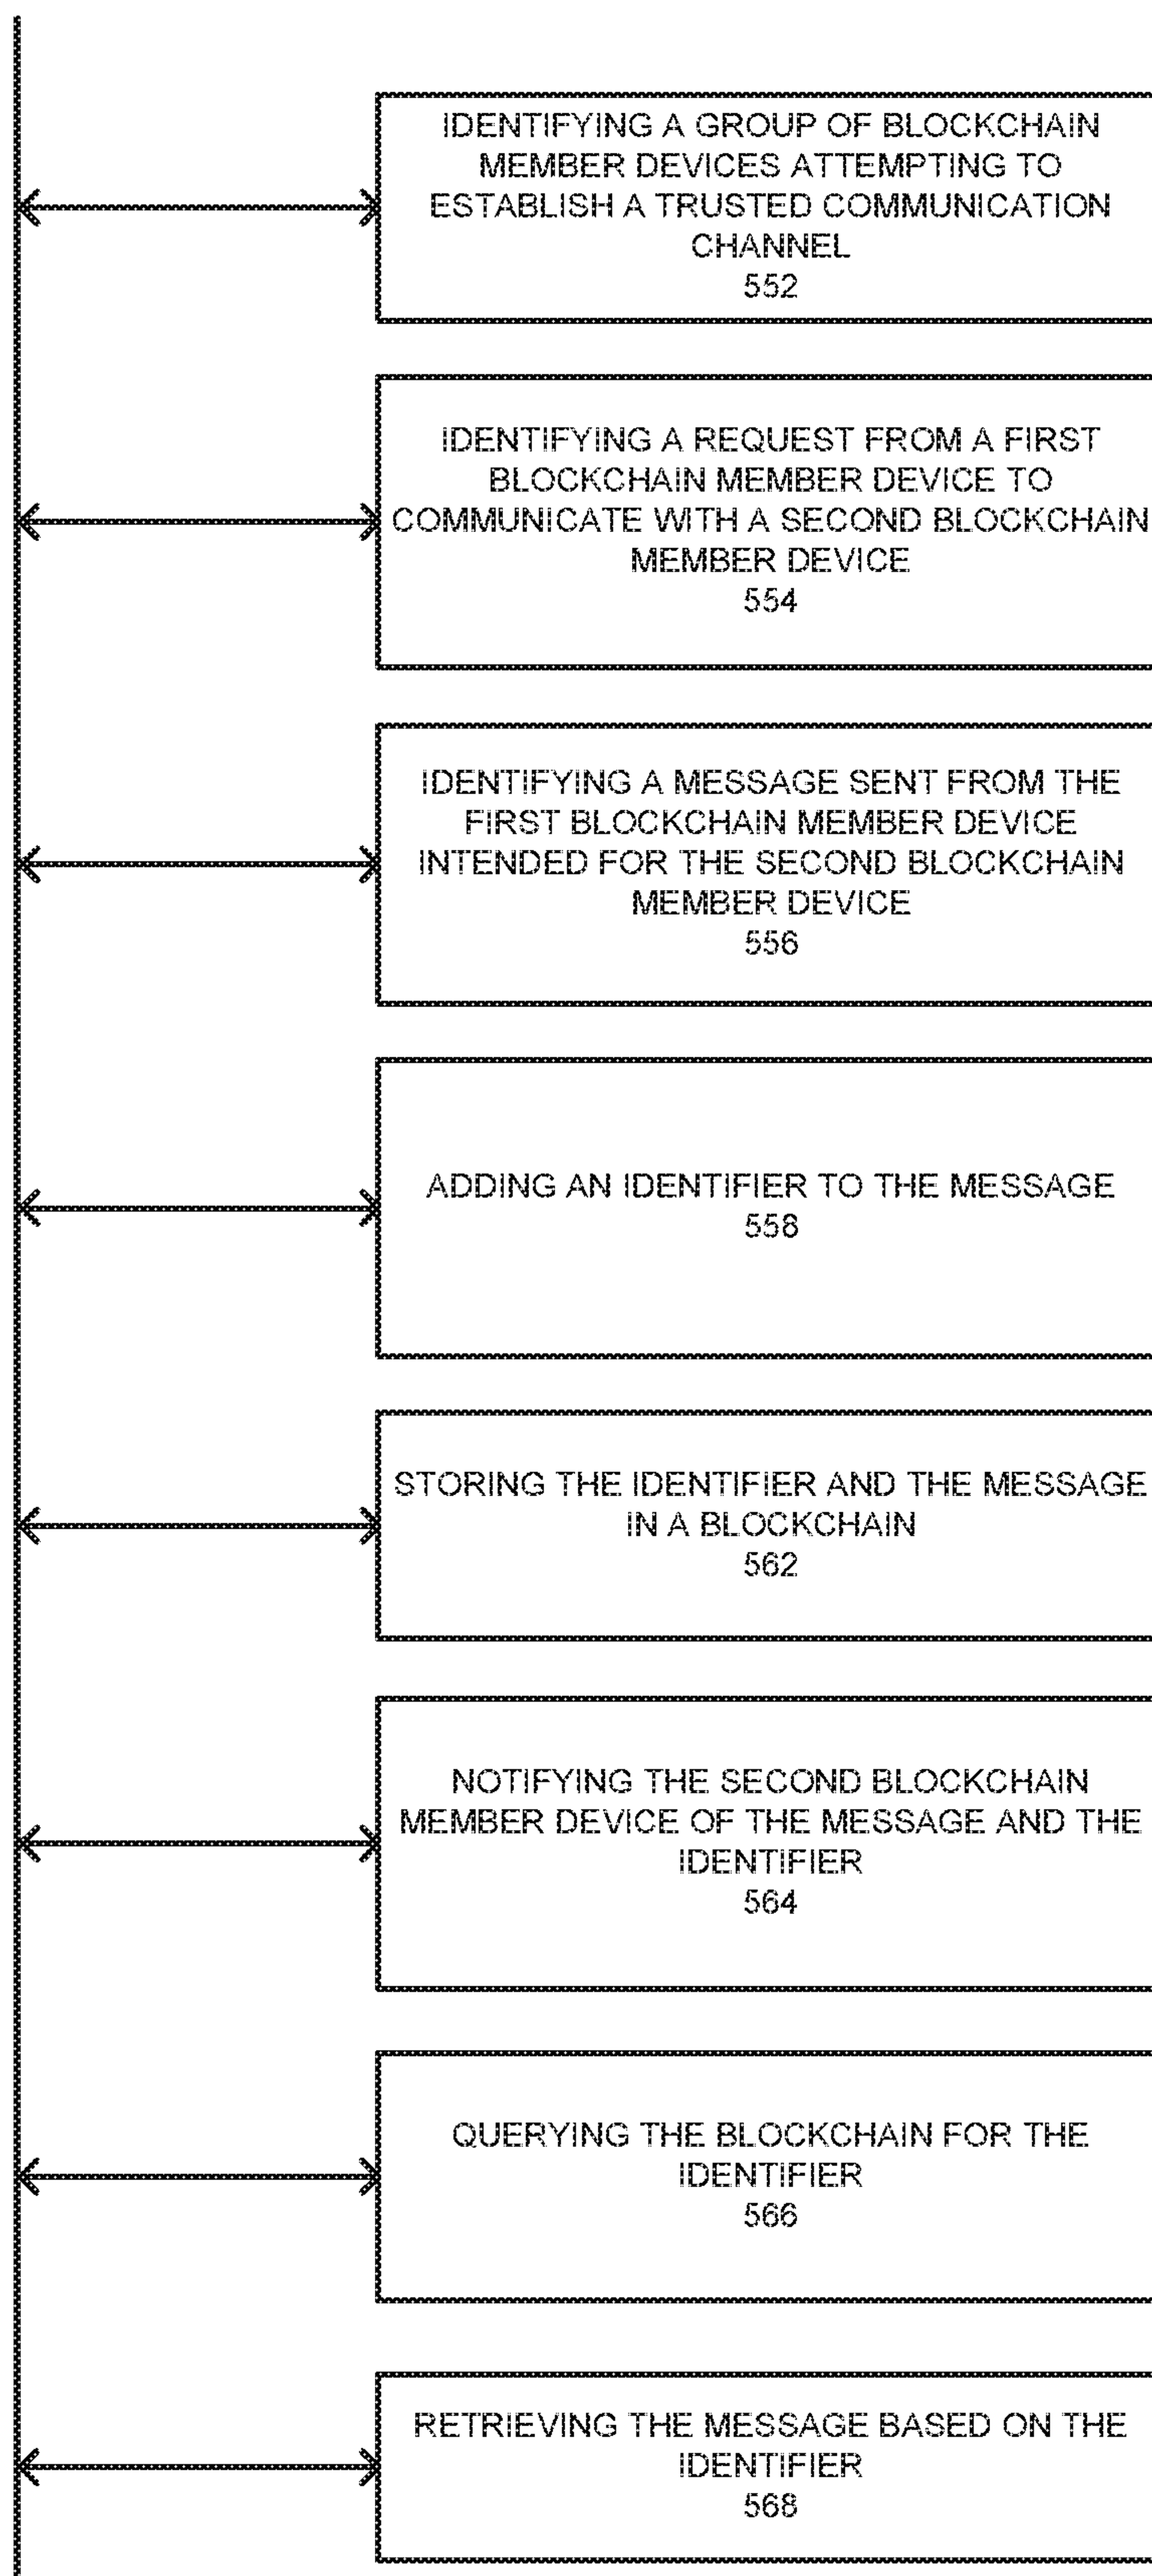 IDENTIFYING A GROUP OF BLOCKCHAIN
MEMBER DEVICES ATTEMPTING TO
ESTABLISH A TRUSTED COMMUNICATION
CHANNEL
552
IDENTIFYING A REQUEST FROM A FIRST
BLOCKCHAIN MEMBER DEVICE TO
COMMUNICATE WITH A SECOND BLOCKCHAIN
MEMBER DEVICE
554
IDENTIFYING A MESSAGE SENT FROM THE
FIRST BLOCKCHAIN MEMBER DEVICE
INTENDED FOR THE SECOND BLOCKCHAIN
MEMBER DEVICE
556
ADDING AN IDENTIFIER TO THE MESSAGE
558
STORING THE IDENTIFIER AND THE MESSAGE
IN A BLOCKCHAIN
562
NOTIFYING THE SECOND BLOCKCHAIN
MEMBER DEVICE OF THE MESSAGE AND THE
IDENTIFIER
564
QUERYING THE BLOCKCHAIN FOR THE
IDENTIFIER
566
RETRIEVING THE MESSAGE BASED ON THE
IDENTIFIER
568